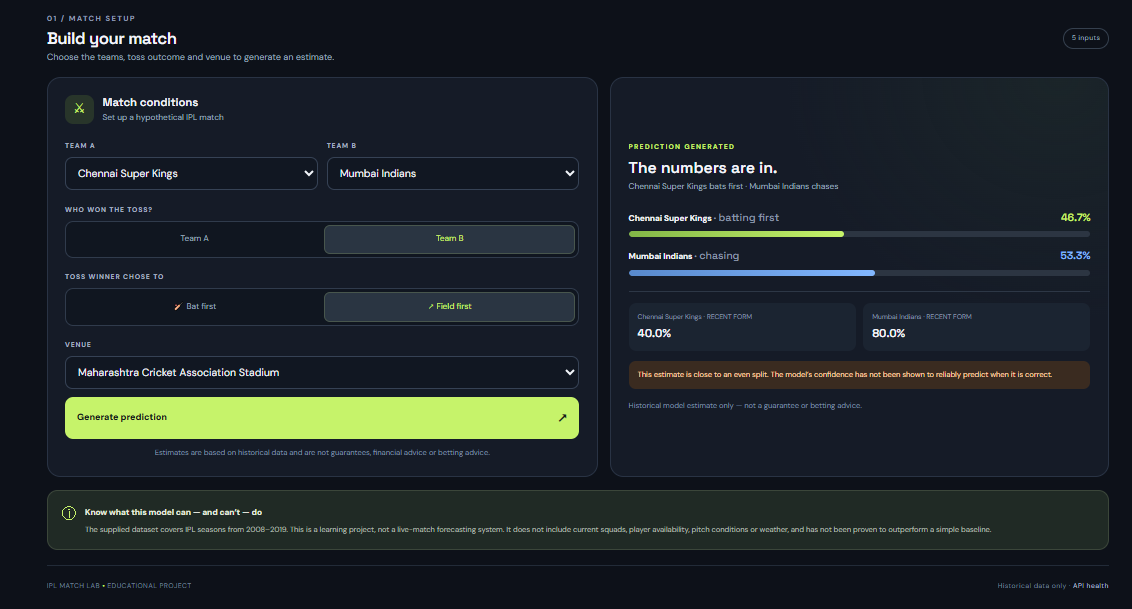 01 / MATCH SETUP
Build your match
Choose the teams, toss outcome and venue to generate an estimate.
5 inputs
Match conditions
Set up a hypothetical IPL match
TEAM A
TEAM B
Chennai Super Kings
Mumbai Indians
WHO WON THE TOSS?
Team A
Team B
TOSS WINNER CHOSE TO
Bat first
Field first
VENUE
Maharashtra Cricket Association Stadium
Generate prediction ↗
Estimates are based on historical data and are not guarantees, financial advice or betting advice.
PREDICTION GENERATED
The numbers are in.
Chennai Super Kings bats first · Mumbai Indians chases
Chennai Super Kings · batting first 46.7%
Mumbai Indians · chasing 53.3%
Chennai Super Kings · RECENT FORM
40.0%
Mumbai Indians · RECENT FORM
80.0%
This estimate is close to an even split. The model's confidence has not been shown to reliably predict when it is correct.
Historical model estimate only — not a guarantee or betting advice.
Know what this model can — and can't — do
The supplied dataset covers IPL seasons from 2008–2019. This is a learning project, not a live-match forecasting system. It does not include current squads, player availability, pitch conditions or weather, and has not been proven to outperform a simple baseline.
IPL MATCH LAB • EDUCATIONAL PROJECT
Historical data only · API health